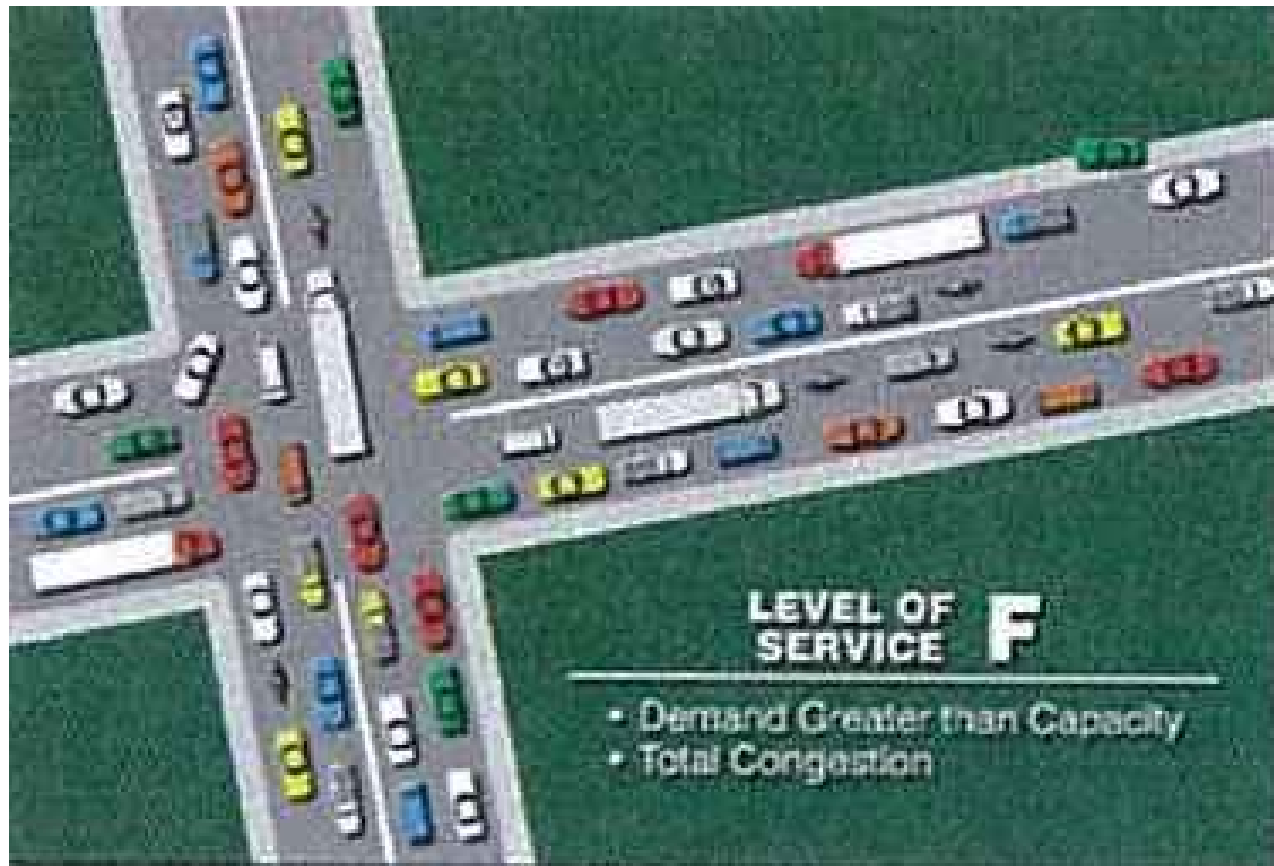 LEVEL OF
SERVICE F
• Demand Greater than Capacity
• Total Congestion